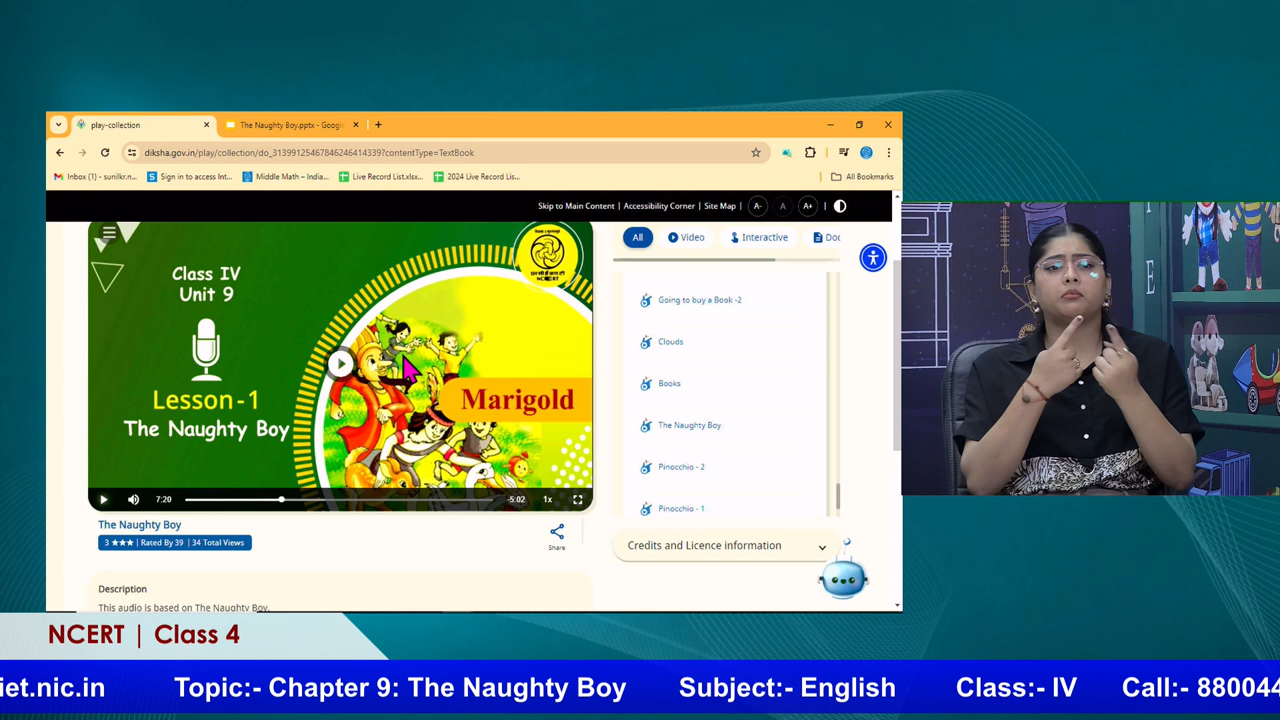 play-collection
The Naughty Boy.pptx - Googl
diksha.gov.in/play/collection/do_31399125467846246414339?contentType=TextBook
Inbox (1) - sunilkr.n...
Sign in to access Int...
Middle Math – India...
Live Record List.xlsx...
2024 Live Record Lis...
All Bookmarks
Skip to Main Content | Accessibility Corner | Site Map | A- | A | A+ |
Class IV
Unit 9
Lesson -1
The Naughty Boy
NCERT
Marigold
7:20
-5:02
1x
The Naughty Boy
3 ★★★ | Rated By 39 | 34 Total Views
Share
Description
This audio is based on The Naughty Boy.
All
Video
Interactive
Doc
Going to buy a Book -2
Clouds
Books
The Naughty Boy
Pinocchio - 2
Pinocchio - 1
Credits and Licence information
NCERT | Class 4
iet.nic.in Topic:- Chapter 9: The Naughty Boy Subject:- English Class:- IV Call:- 880044